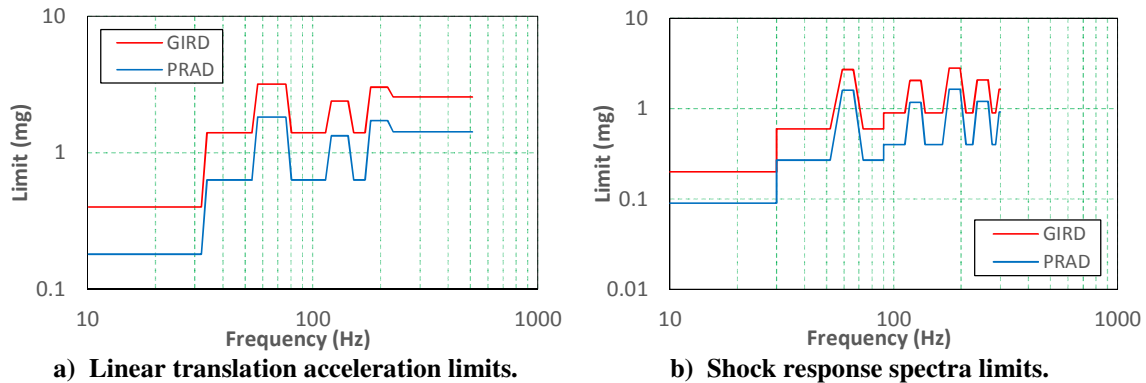 10
1
0.1
Limit (mg)
GIRD
PRAD
10
100
1000
Frequency (Hz)
a) Linear translation acceleration limits.
10
1
0.1
0.01
Limit (mg)
GIRD
PRAD
10
100
1000
Frequency (Hz)
b) Shock response spectra limits.